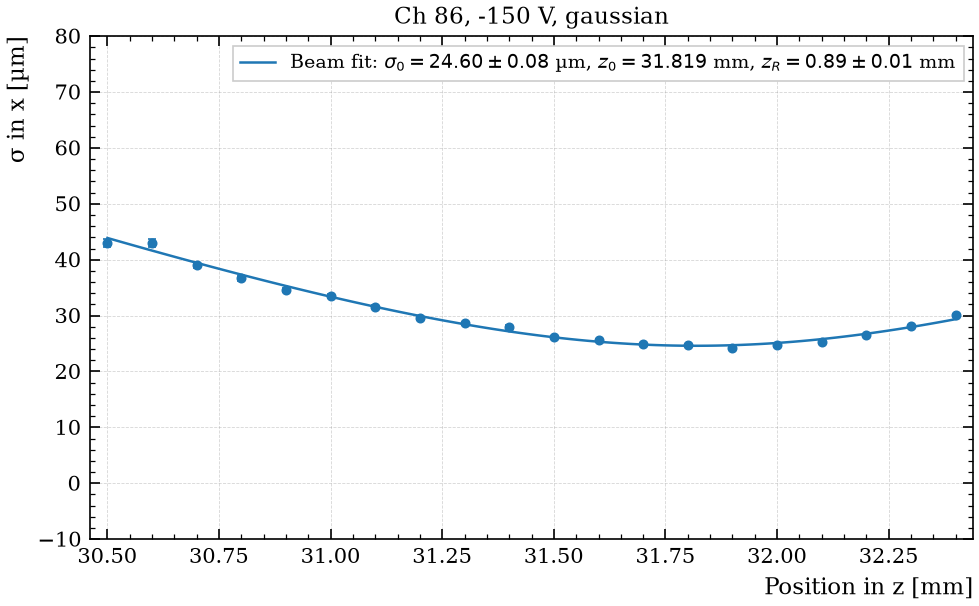 Ch 86, -150 V, gaussian
σ in x [µm]
Beam fit: σ₀ = 24.60 ± 0.08 µm, z₀ = 31.819 mm, z_R = 0.89 ± 0.01 mm
80
70
60
50
40
30
20
10
0
−10
30.50 30.75 31.00 31.25 31.50 31.75 32.00 32.25
Position in z [mm]